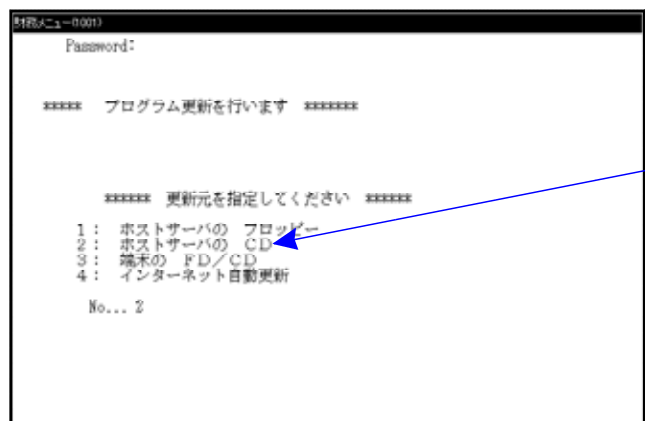 財務メニュー(1001)
Password:
***** プログラム更新を行います *******
****** 更新元を指定してください ******
1: ホストサーバの フロッピー
2: ホストサーバの CD
3: 端末の FD/CD
4: インターネット自動更新
No... 2